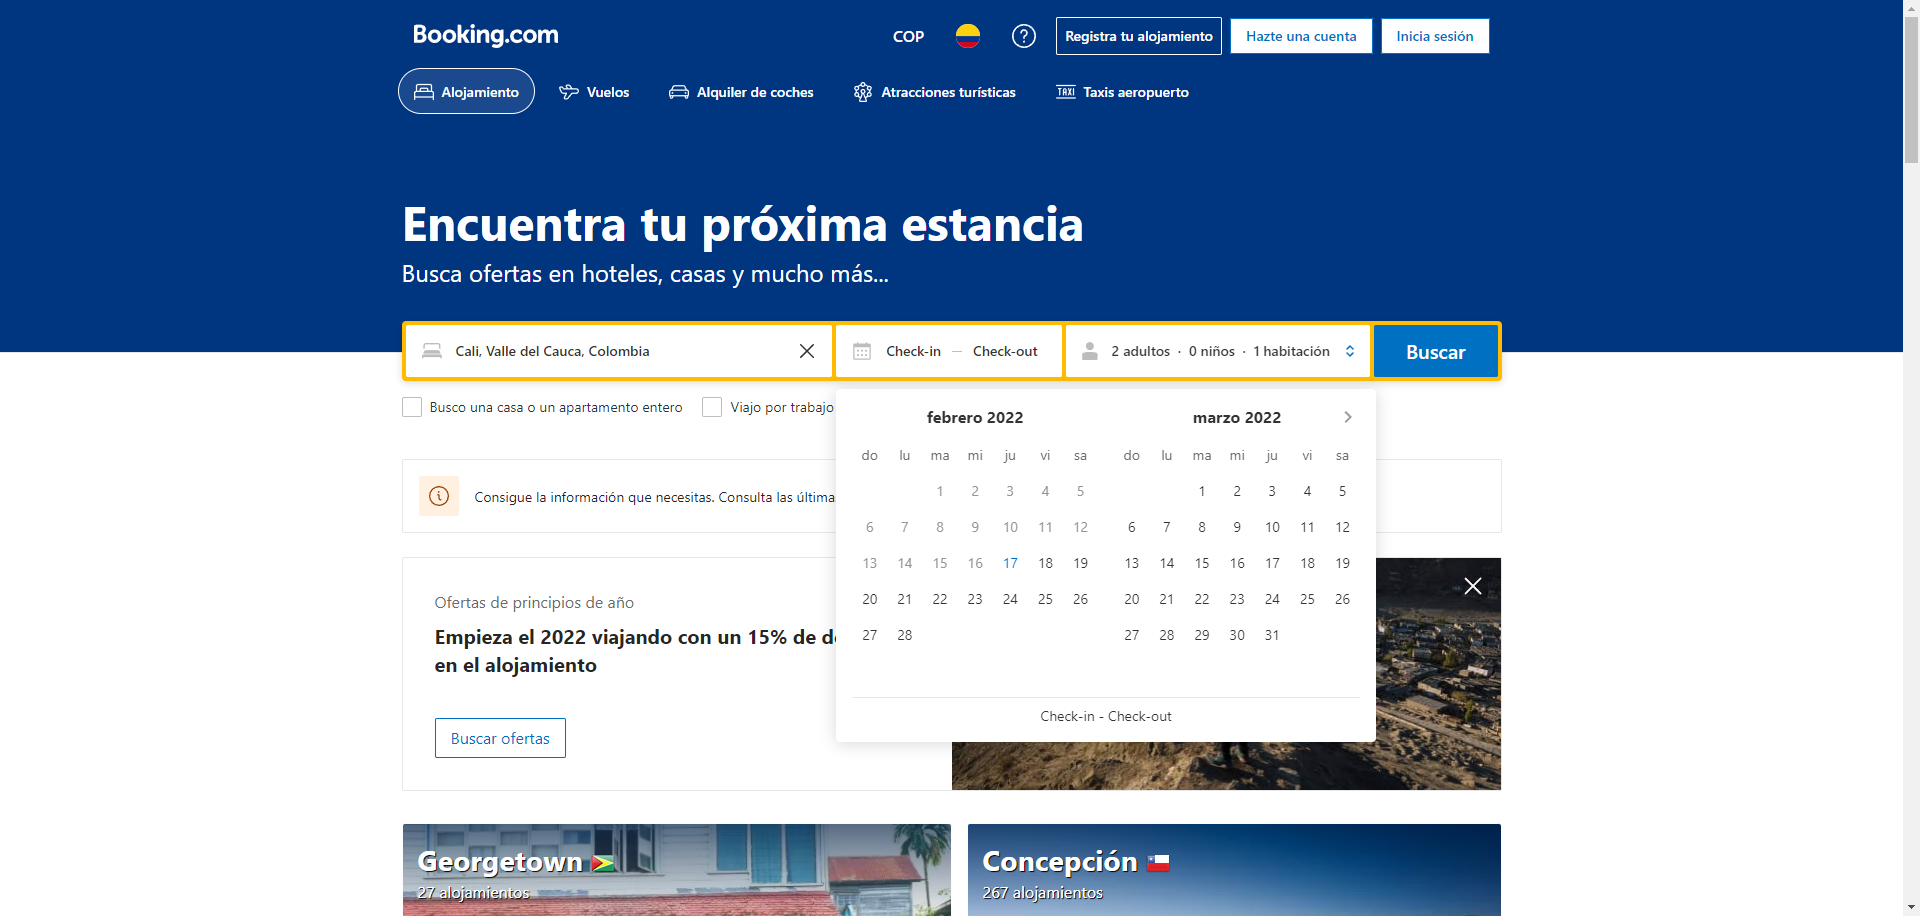 Booking.com
COP
Registra tu alojamiento
Hazte una cuenta
Inicia sesión
Alojamiento
Vuelos
Alquiler de coches
Atracciones turísticas
TAXI
Taxis aeropuerto
Encuentra tu próxima estancia
Busca ofertas en hoteles, casas y mucho más...
Cali, Valle del Cauca, Colombia
Check-in — Check-out
2 adultos · 0 niños · 1 habitación
Buscar
Busco una casa o un apartamento entero
Viajo por trabajo
febrero 2022
do lu ma mi ju vi sa
1 2 3 4 5
6 7 8 9 10 11 12
13 14 15 16 17 18 19
20 21 22 23 24 25 26
27 28
marzo 2022
do lu ma mi ju vi sa
1 2 3 4 5
6 7 8 9 10 11 12
13 14 15 16 17 18 19
20 21 22 23 24 25 26
27 28 29 30 31
Check-in - Check-out
Consigue la información que necesitas. Consulta las última
Ofertas de principios de año
Empieza el 2022 viajando con un 15% de de
en el alojamiento
Buscar ofertas
Georgetown
27 alojamientos
Concepción
267 alojamientos